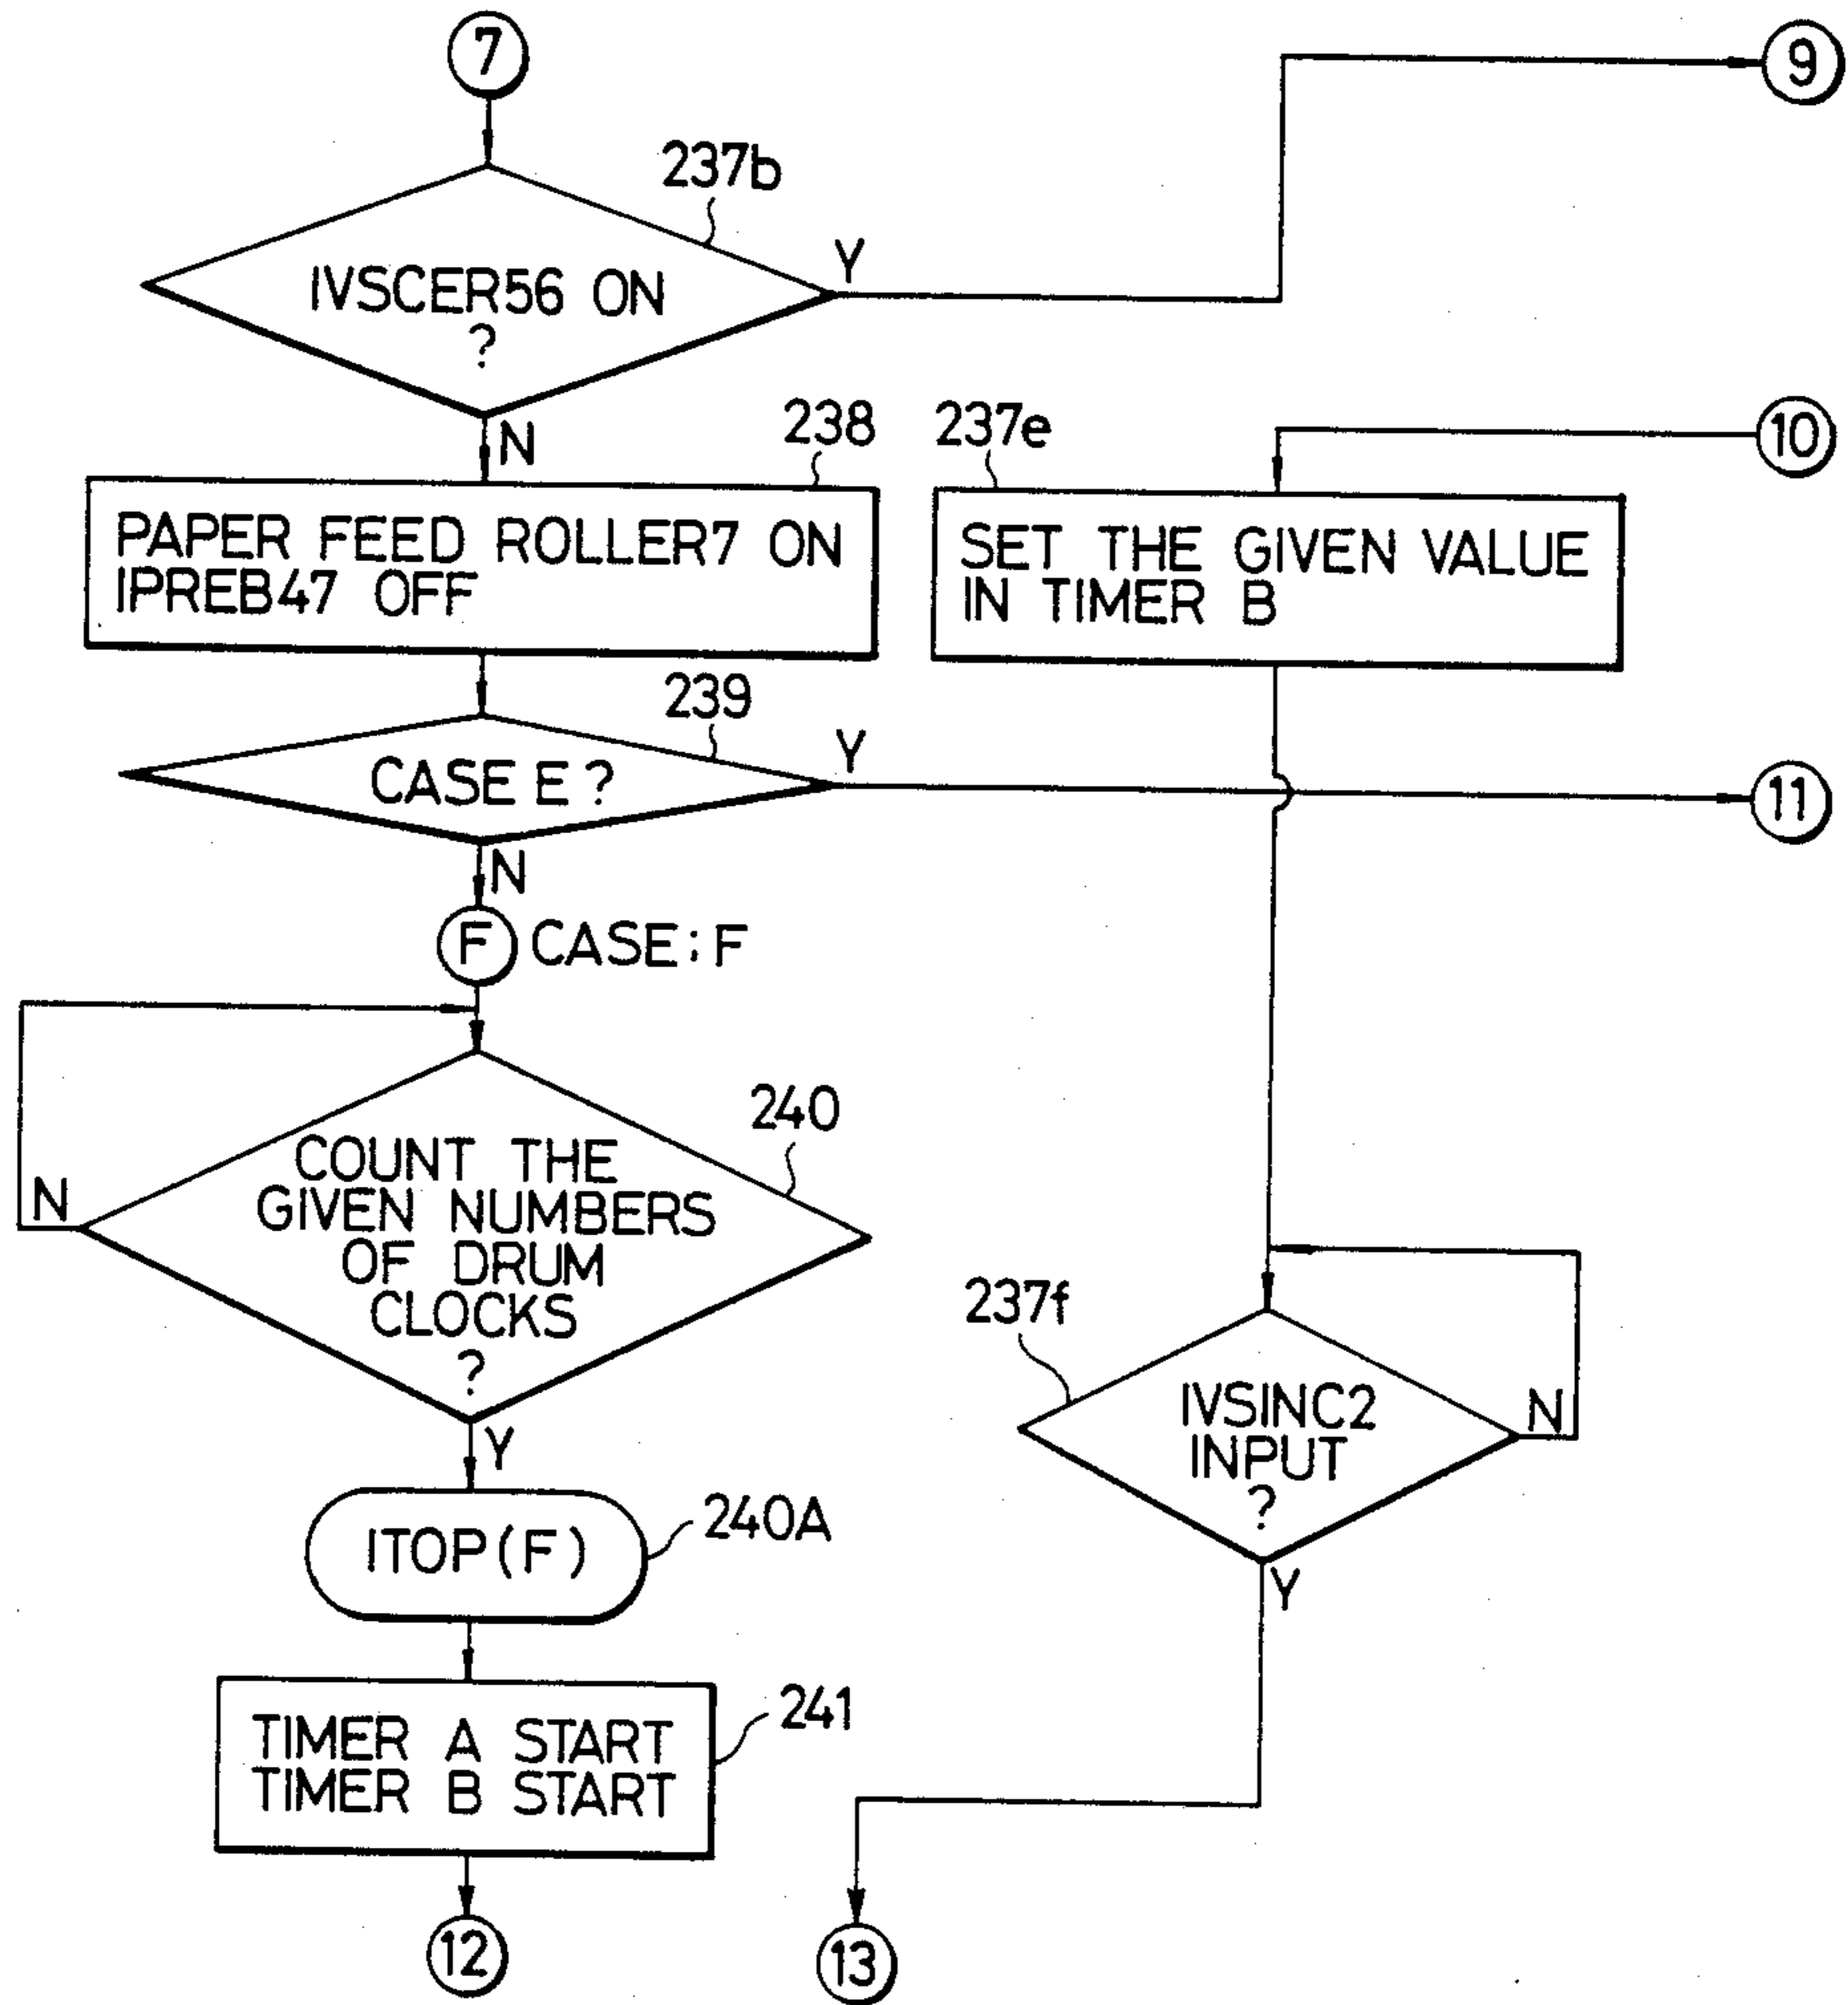 7
9
237b
IVSCER56 ON
?
Y
N
238
237e
10
PAPER FEED ROLLER7 ON
IPREB47 OFF
SET THE GIVEN VALUE
IN TIMER B
239
CASE E?
Y
11
N
F CASE:F
240
COUNT THE
GIVEN NUMBERS
OF DRUM
CLOCKS
?
N
Y
237f
IVSINC2
INPUT
?
N
Y
ITOP(F)
240A
TIMER A START
TIMER B START
241
12
13